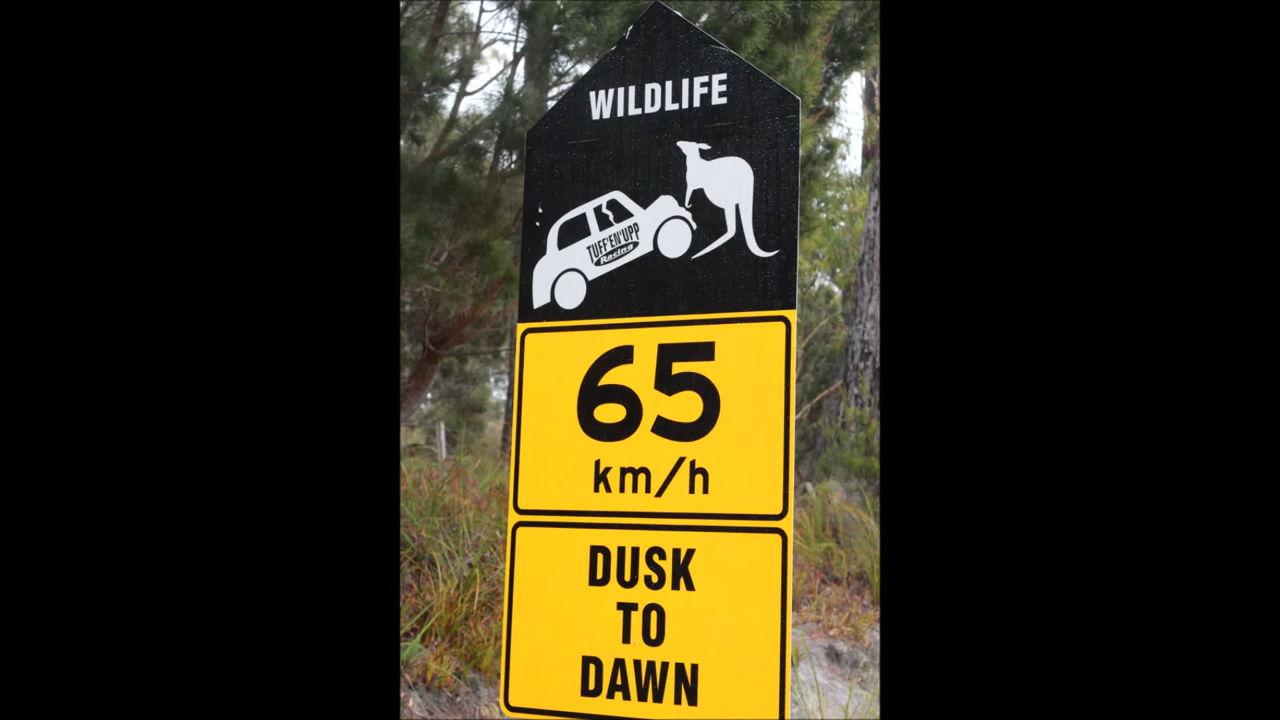 WILDLIFE
TUFF'EN'UPP
Racing
65
km/h
DUSK
TO
DAWN